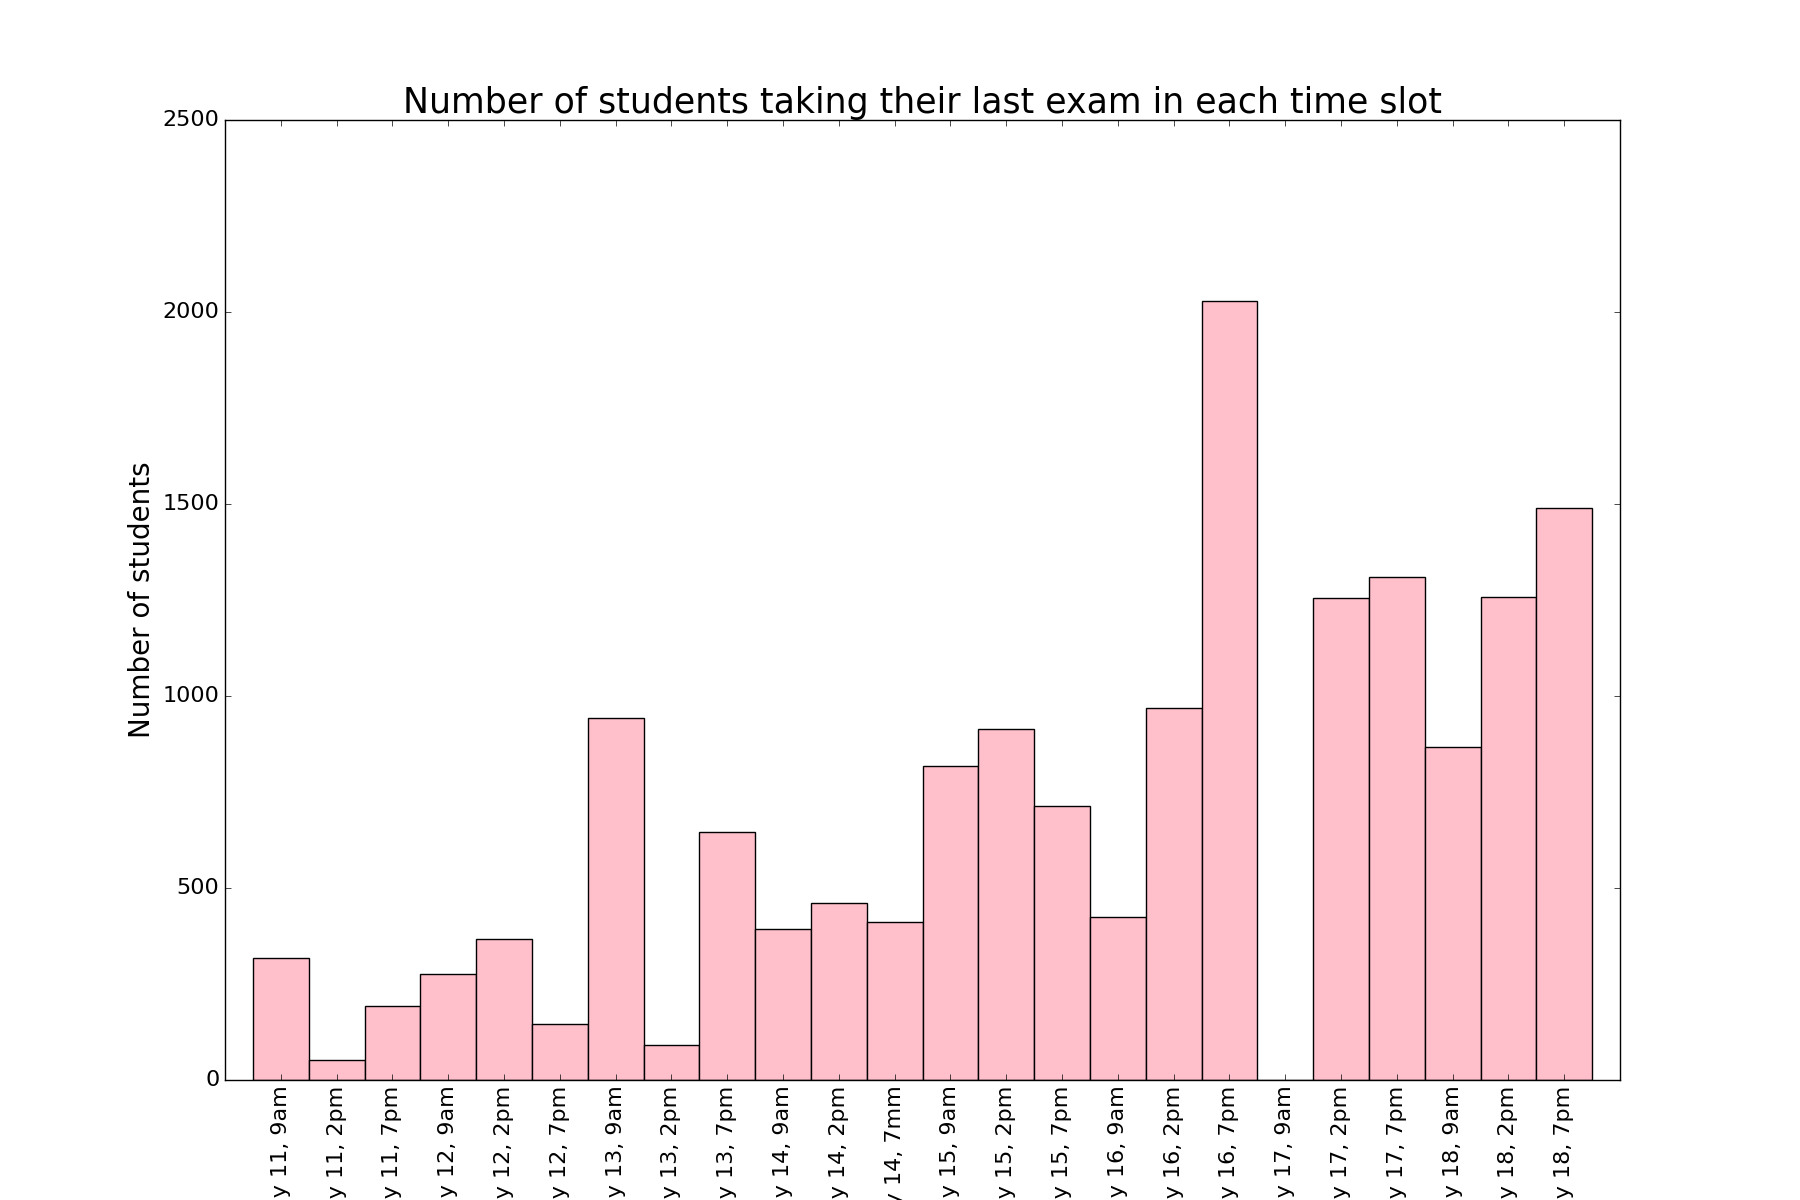 Number of students taking their last exam in each time slot
Number of students
2500
2000
1500
1000
500
0
y 11, 9am
y 11, 2pm
y 11, 7pm
y 12, 9am
y 12, 2pm
y 12, 7pm
y 13, 9am
y 13, 2pm
y 13, 7pm
y 14, 9am
y 14, 2pm
y 14, 7mm
y 15, 9am
y 15, 2pm
y 15, 7pm
y 16, 9am
y 16, 2pm
y 16, 7pm
y 17, 9am
y 17, 2pm
y 17, 7pm
y 18, 9am
y 18, 2pm
y 18, 7pm